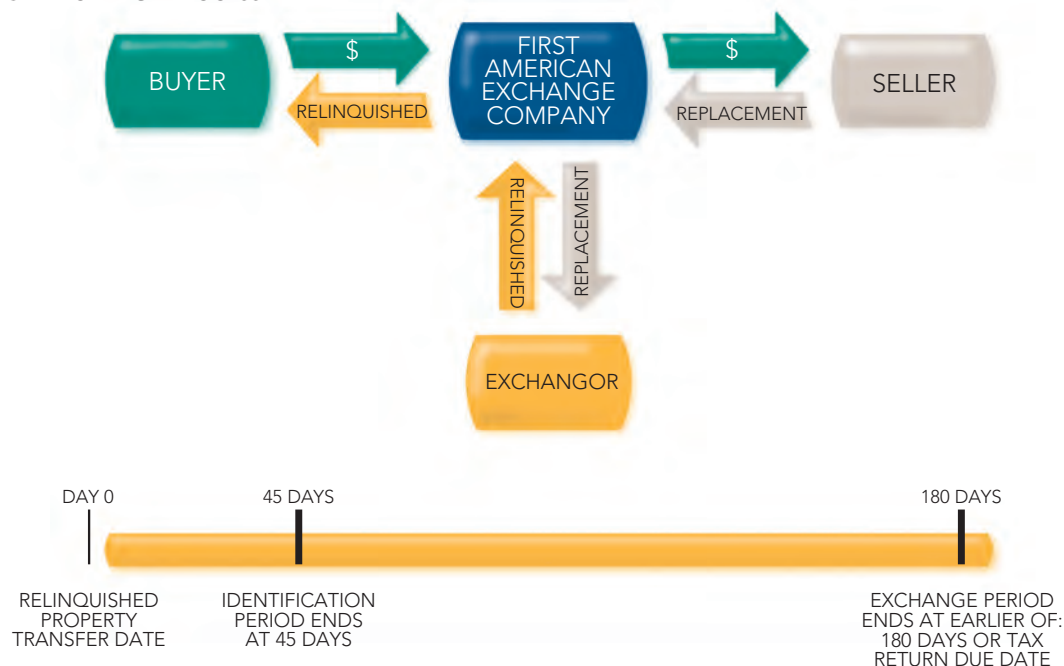 BUYER
$
RELINQUISHED
FIRST
AMERICAN
EXCHANGE
COMPANY
$
REPLACEMENT
SELLER
RELINQUISHED
REPLACEMENT
EXCHANGOR
DAY 0
45 DAYS
180 DAYS
RELINQUISHED
PROPERTY
TRANSFER DATE
IDENTIFICATION
PERIOD ENDS
AT 45 DAYS
EXCHANGE PERIOD
ENDS AT EARLIER OF:
180 DAYS OR TAX
RETURN DUE DATE